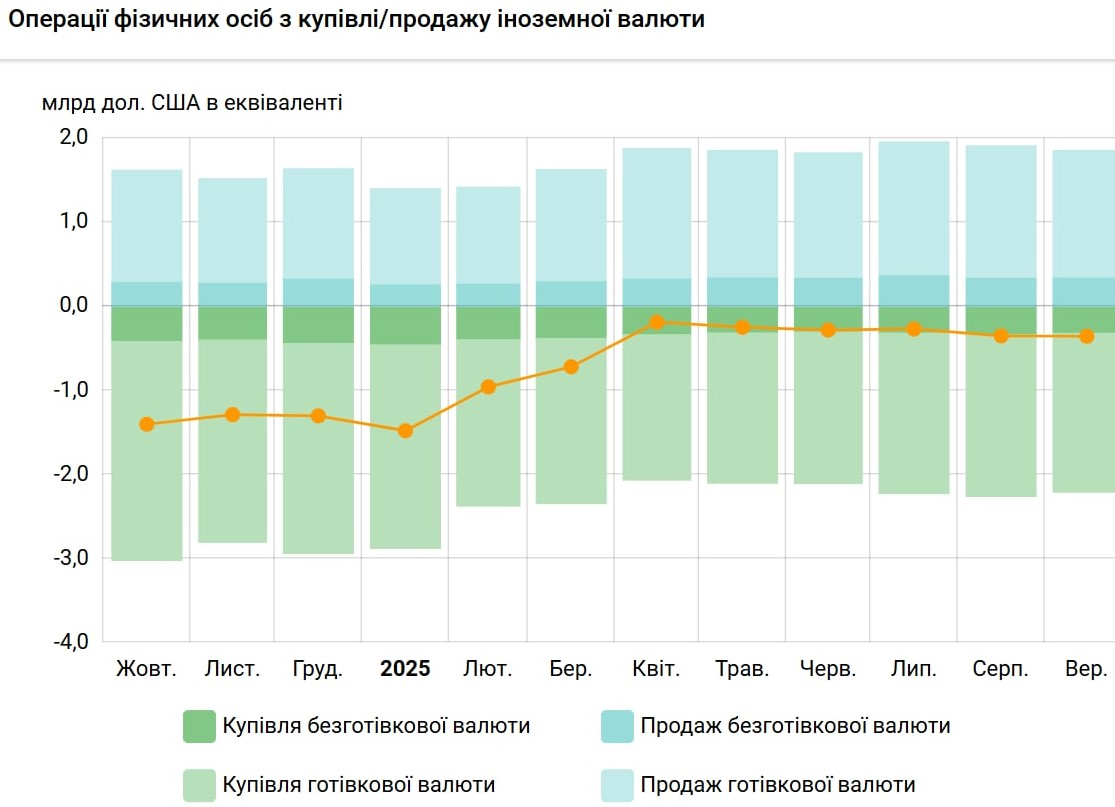 Операції фізичних осіб з купівлі/продажу іноземної валюти
млрд дол. США в еквіваленті
2,0
1,0
0,0
-1,0
-2,0
-3,0
-4,0
Жовт. Лист. Груд. 2025 Лют. Бер. Квіт. Трав. Черв. Лип. Серп. Вер.
Купівля безготівкової валюти Продаж безготівкової валюти
Купівля готівкової валюти Продаж готівкової валюти